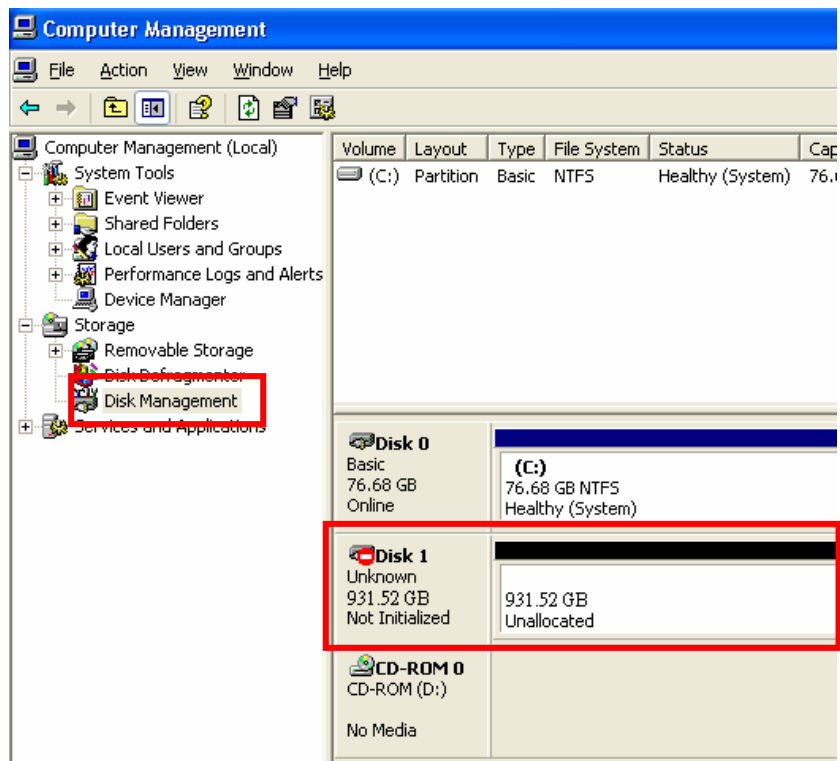 Computer Management
File Action View Window Help
Computer Management (Local)
System Tools
Event Viewer
Shared Folders
Local Users and Groups
Performance Logs and Alerts
Device Manager
Storage
Removable Storage
Disk Defragmenter
Disk Management
Services and Applications
Volume Layout Type File System Status Cap
(C:) Partition Basic NTFS Healthy (System) 76.
Disk 0
Basic
76.68 GB
Online
(C:)
76.68 GB NTFS
Healthy (System)
Disk 1
Unknown
931.52 GB
Not Initialized
931.52 GB
Unallocated
CD-ROM 0
CD-ROM (D:)
No Media